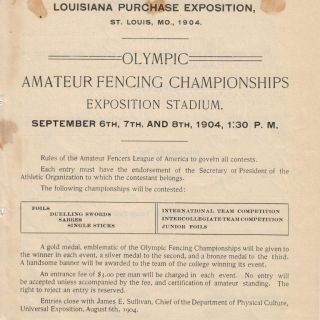 LOUISIANA PURCHASE EXPOSITION,
ST. LOUIS, MO., 1904.
OLYMPIC
AMATEUR FENCING CHAMPIONSHIPS
EXPOSITION STADIUM.
SEPTEMBER 6TH, 7TH, AND 8TH, 1904, 1:30 P. M.
Rules of the Amateur Fencers League of America to govern all contests.
Each entry must have the endorsement of the Secretary or President of the
Athletic Organization to which the contestant belongs.
The following championships will be contested:
FOILS
DUELLING SWORDS
SABRES
SINGLE STICKS
INTERNATIONAL TEAM COMPETITION
INTERCOLLEGIATE TEAM COMPETITION
JUNIOR FOILS
A gold medal, emblematic of the Olympic Fencing Championships will be given to
the winner in each event, a silver medal to the second, and a bronze medal to the third.
A handsome banner will be awarded to the team winning in the team event.
An entrance fee of $3.00 per man will be charged in each event. No entry will
be accepted unless accompanied by the fee, and certification of amateur standing. The
right to reject an entry is reserved.
Entries close with James E. Sullivan, Chief of the Department of Physical Culture,
Universal Exposition, August 6th, 1904.